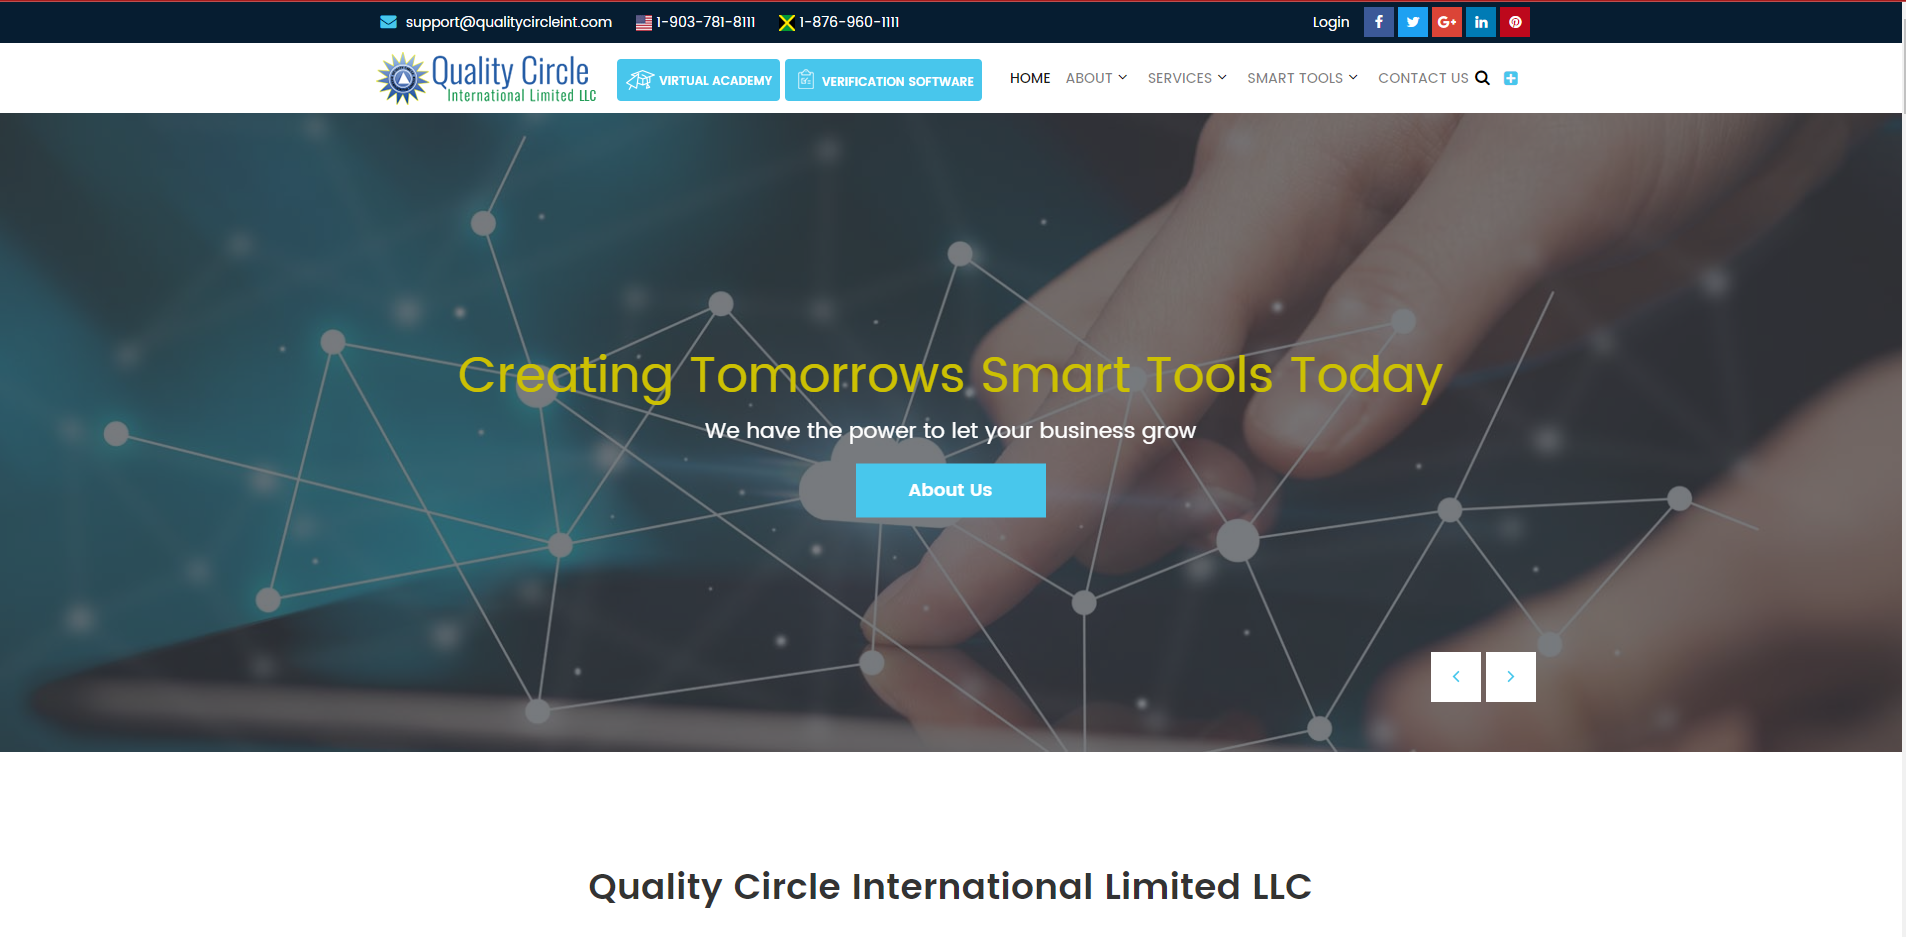 support@qualitycircleint.com 1-903-781-8111 1-876-960-1111 Login
Quality Circle
International Limited LLC
VIRTUAL ACADEMY VERIFICATION SOFTWARE HOME ABOUT SERVICES SMART TOOLS CONTACT US
Creating Tomorrows Smart Tools Today
We have the power to let your business grow
About Us
Quality Circle International Limited LLC